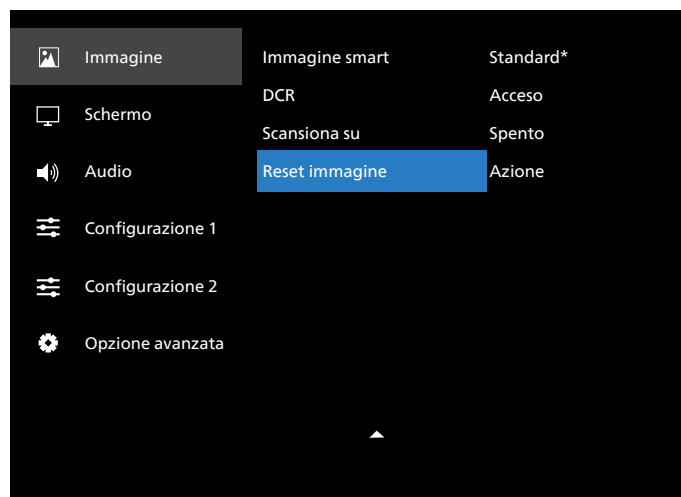 Immagine
Schermo
Audio
Configurazione 1
Configurazione 2
Opzione avanzata
Immagine smart Standard*
DCR Acceso
Scansiona su Spento
Reset immagine Azione